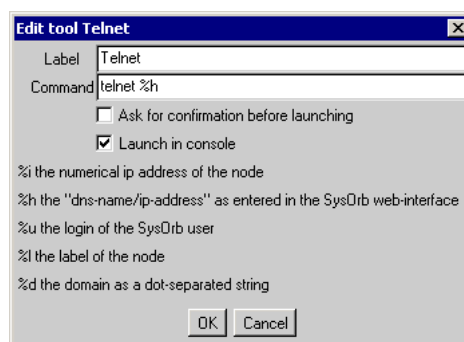 Edit tool Telnet
Label Telnet
Command telnet %h
Ask for confirmation before launching
Launch in console
%i the numerical ip address of the node
%h the "dns-name/ip-address" as entered in the SysOrb web-interface
%u the login of the SysOrb user
%l the label of the node
%d the domain as a dot-separated string
OK Cancel